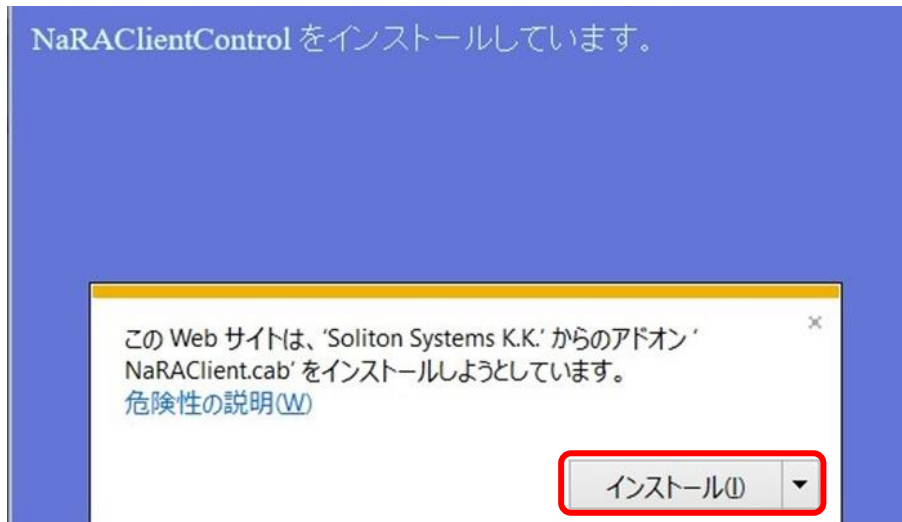 NaRAClientControl をインストールしています。
この Web サイトは、'Soliton Systems K.K.' からのアドオン '
NaRAClient.cab' をインストールしようとしています。
危険性の説明(W)
×
インストール(I)